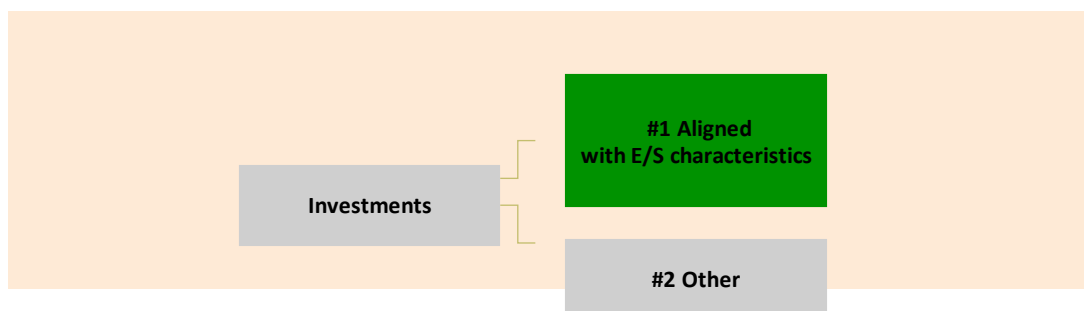 #1 Aligned
with E/S characteristics
Investments
#2 Other